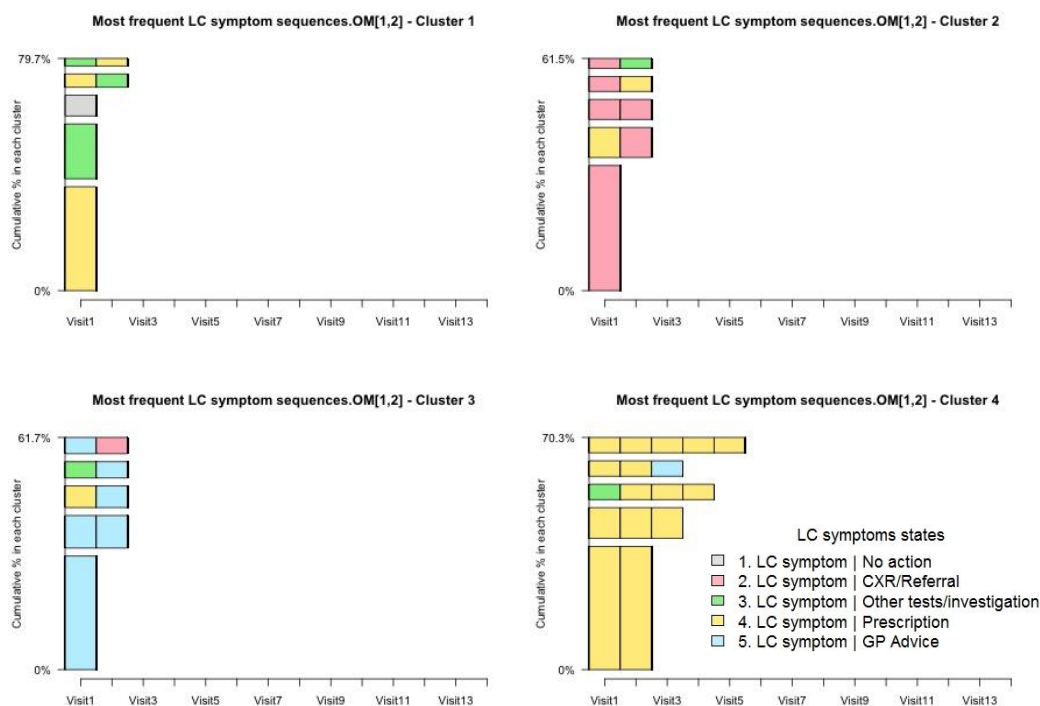 Most frequent LC symptom sequences.OM[1,2] - Cluster 1
79.7%
Cumulative % in each cluster
0%
Visit1 Visit3 Visit5 Visit7 Visit9 Visit11 Visit13
Most frequent LC symptom sequences.OM[1,2] - Cluster 2
61.5%
Cumulative % in each cluster
0%
Visit1 Visit3 Visit5 Visit7 Visit9 Visit11 Visit13
Most frequent LC symptom sequences.OM[1,2] - Cluster 3
61.7%
Cumulative % in each cluster
0%
Visit1 Visit3 Visit5 Visit7 Visit9 Visit11 Visit13
Most frequent LC symptom sequences.OM[1,2] - Cluster 4
70.3%
Cumulative % in each cluster
0%
LC symptoms states
1. LC symptom | No action
2. LC symptom | CXR/Referral
3. LC symptom | Other tests/investigation
4. LC symptom | Prescription
5. LC symptom | GP Advice
Visit1 Visit3 Visit5 Visit7 Visit9 Visit11 Visit13